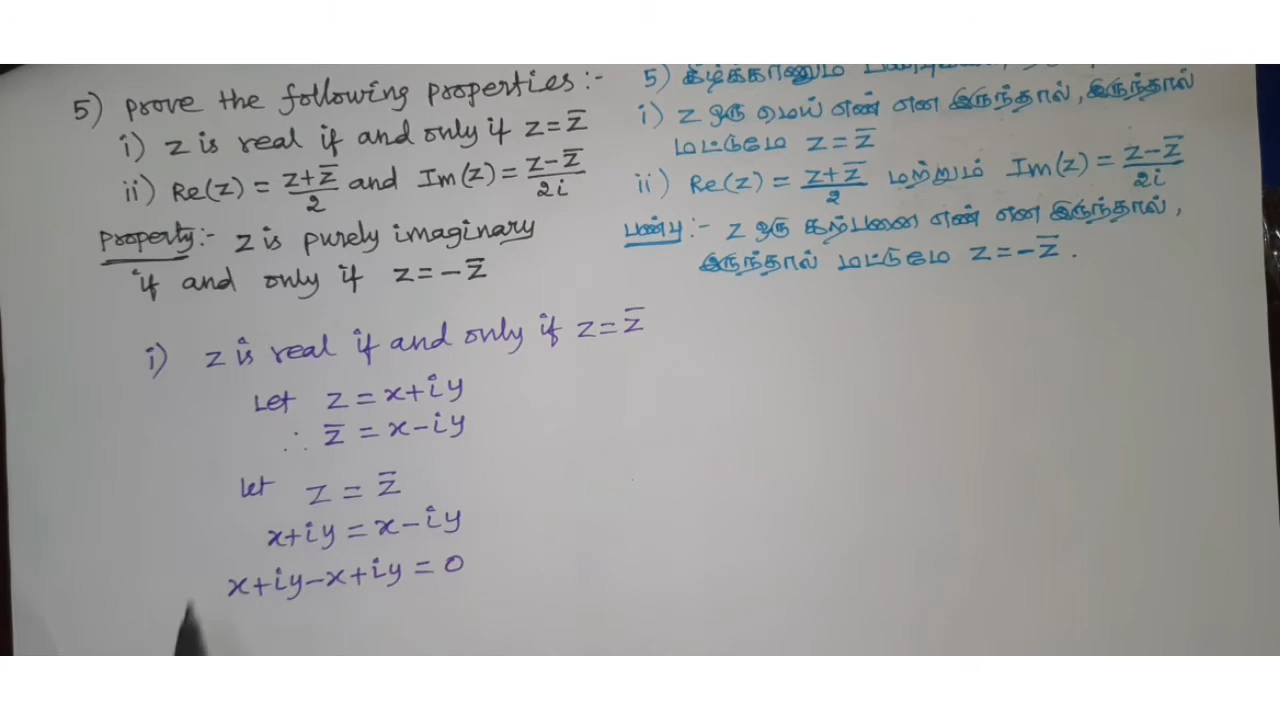 5) prove the following properties :-
i) z is real if and only if z = z̅
ii) Re(z) = (z+z̅)/2 and Im(z) = (z-z̅)/2i
Property:- z is purely imaginary
if and only if z = -z̅
5) கீழ்க்காணும்
i) z ஒரு மெய் எண் என இருந்தால், இருந்தால்
மட்டுமே z = z̅
ii) Re(z) = (z+z̅)/2 மற்றும் Im(z) = (z-z̅)/2i
பண்பு :- z ஒரு கற்பனை எண் என இருந்தால்,
இருந்தால் மட்டுமே z = -z̅ .
i) z is real if and only if z = z̅
Let z = x+iy
∴ z̅ = x-iy
Let z = z̅
x+iy = x-iy
x+iy-x+iy = 0